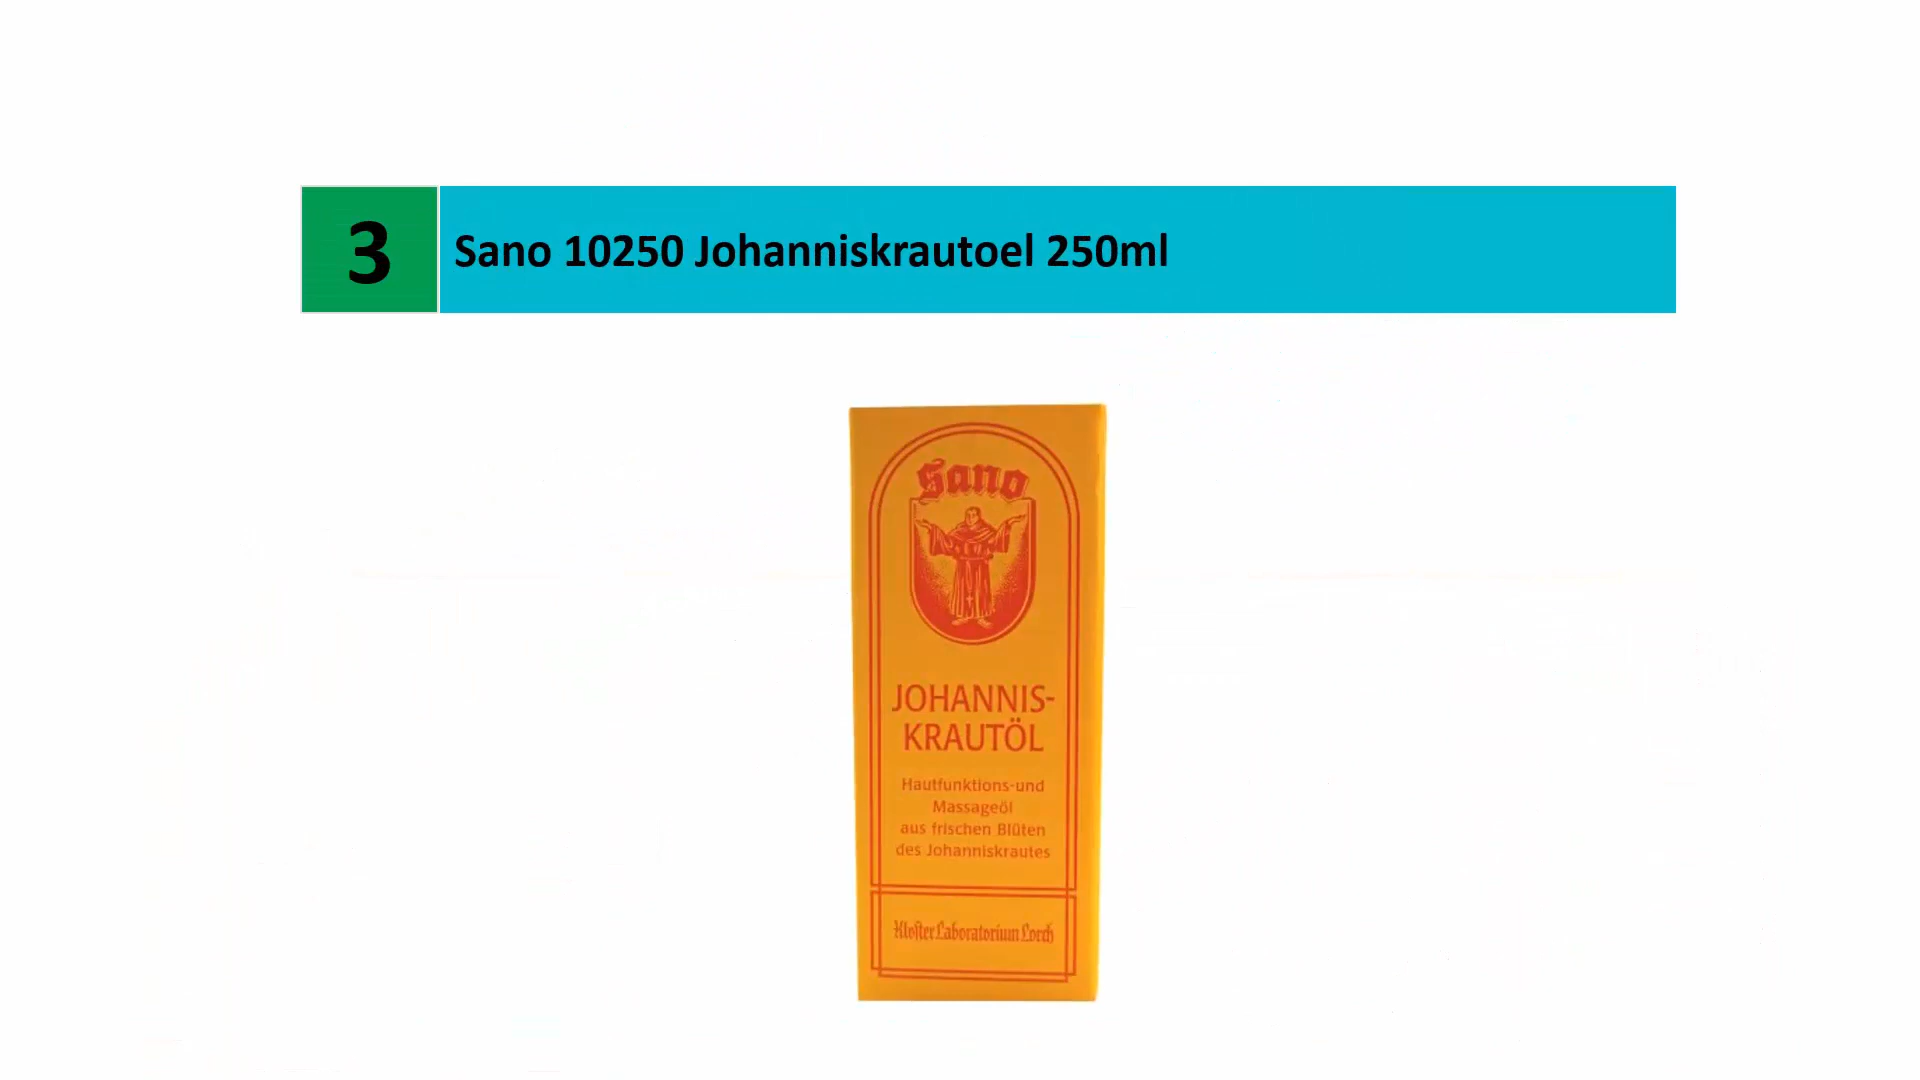 3
Sano 10250 Johanniskrautoel 250ml
Sano
JOHANNIS-
KRAUTÖL
Hautfunktions-und
Massageöl
aus frischen Blüten
des Johanniskrautes
Kloster Laboratorium Lorch